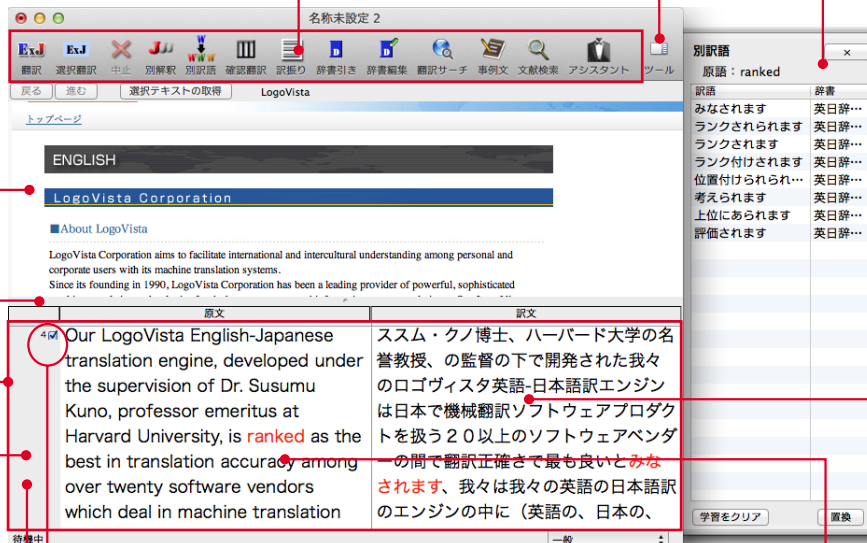 名称未設定 2
翻訳 選択翻訳 中止 別解釈 別訳語 確認翻訳 訳振り 辞書引き 辞書編集 翻訳サーチ 事例文 文献検索 アシスタント ツール
戻る 進む 選択テキストの取得 LogoVista
トップページ
ENGLISH
LogoVista Corporation
■About LogoVista
LogoVista Corporation aims to facilitate international and intercultural understanding among personal and
corporate users with its machine translation systems.
Since its founding in 1990, LogoVista Corporation has been a leading provider of powerful, sophisticated
原文 訳文
4
Our LogoVista English-Japanese
translation engine, developed under
the supervision of Dr. Susumu
Kuno, professor emeritus at
Harvard University, is ranked as the
best in translation accuracy among
over twenty software vendors
which deal in machine translation
ススム・クノ博士、ハーバード大学の名
誉教授、の監督の下で開発された我々
のロゴヴィスタ英語-日本語訳エンジン
は日本で機械翻訳ソフトウェアプロダク
トを扱う２０以上のソフトウェアベンダ
ーの間で翻訳正確さで最も良いとみな
されます、我々は我々の英語の日本語訳
のエンジンの中に（英語の、日本の、
待機中 一般
別訳語 ×
原語：ranked
訳語 辞書
みなされます 英日辞…
ランクされられます 英日辞…
ランクされます 英日辞…
ランク付けされます 英日辞…
位置付けられられ… 英日辞…
考えられます 英日辞…
上位にあられます 英日辞…
評価されます 英日辞…
学習をクリア 置換